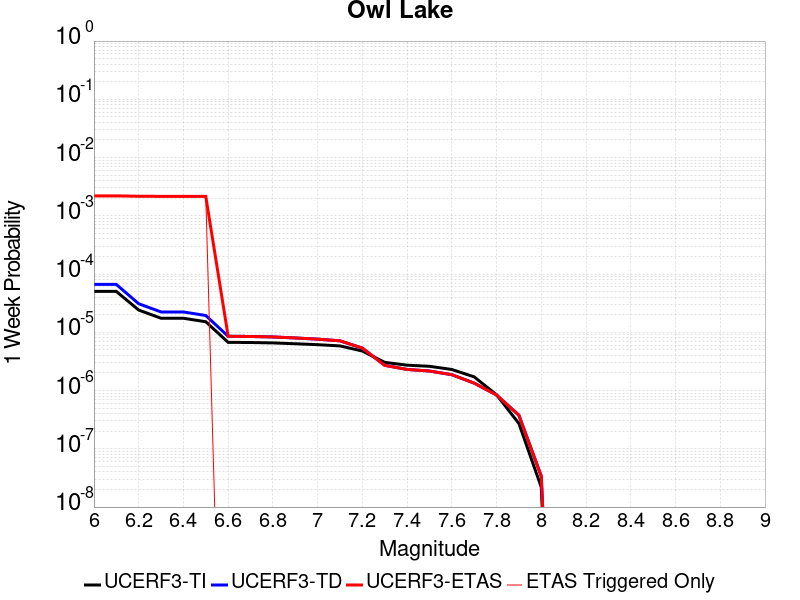 Owl Lake
10^0
10^-1
10^-2
10^-3
10^-4
10^-5
10^-6
10^-7
10^-8
1 Week Probability
6 6.2 6.4 6.6 6.8 7 7.2 7.4 7.6 7.8 8 8.2 8.4 8.6 8.8 9
Magnitude
UCERF3-TI UCERF3-TD UCERF3-ETAS ETAS Triggered Only